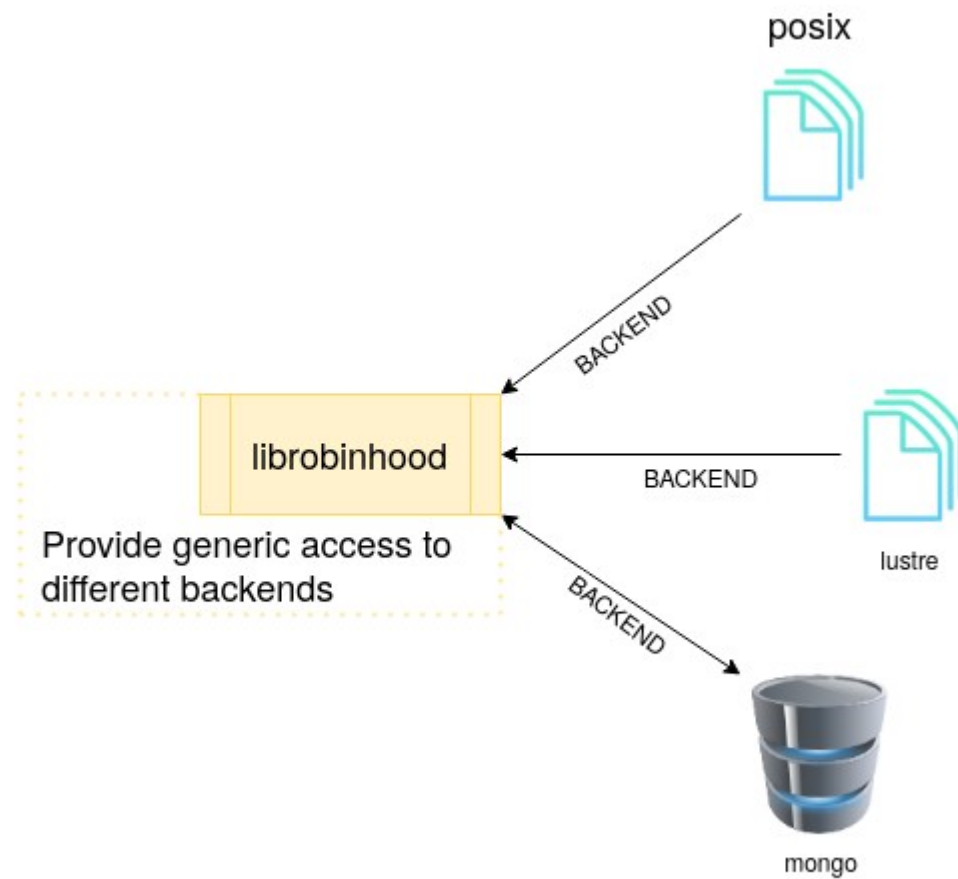 posix
BACKEND
librobinhood
BACKEND
Provide generic access to
different backends
lustre
BACKEND
mongo